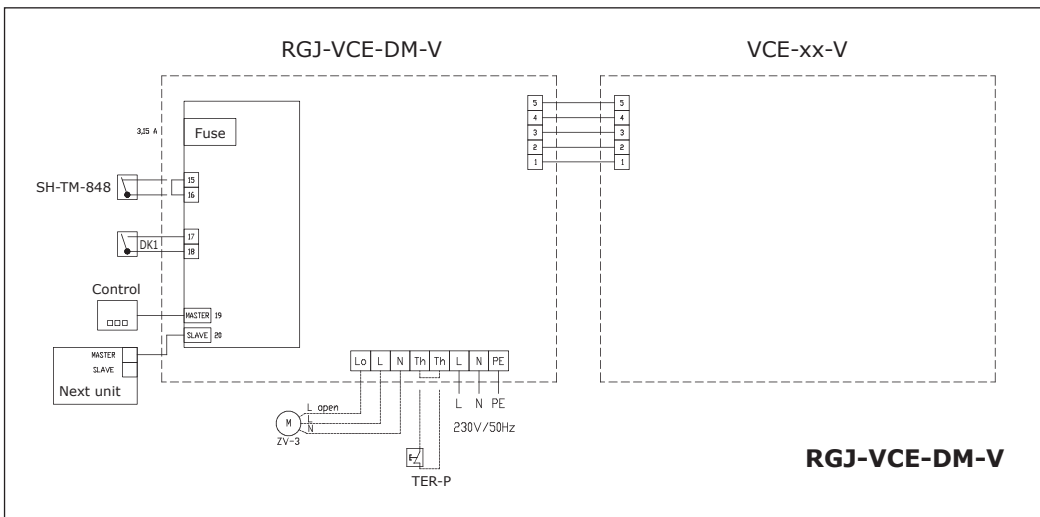 RGJ-VCE-DM-V
VCE-xx-V
3,15 A
Fuse
5
4
3
2
1
5
4
3
2
1
SH-TM-848
15
16
DK1
17
18
Control
MASTER 19
SLAVE 20
MASTER
SLAVE
Next unit
Lo L N Th Th L N PE
L open
L
N
M
ZV-3
L N PE
230V/50Hz
TER-P
RGJ-VCE-DM-V